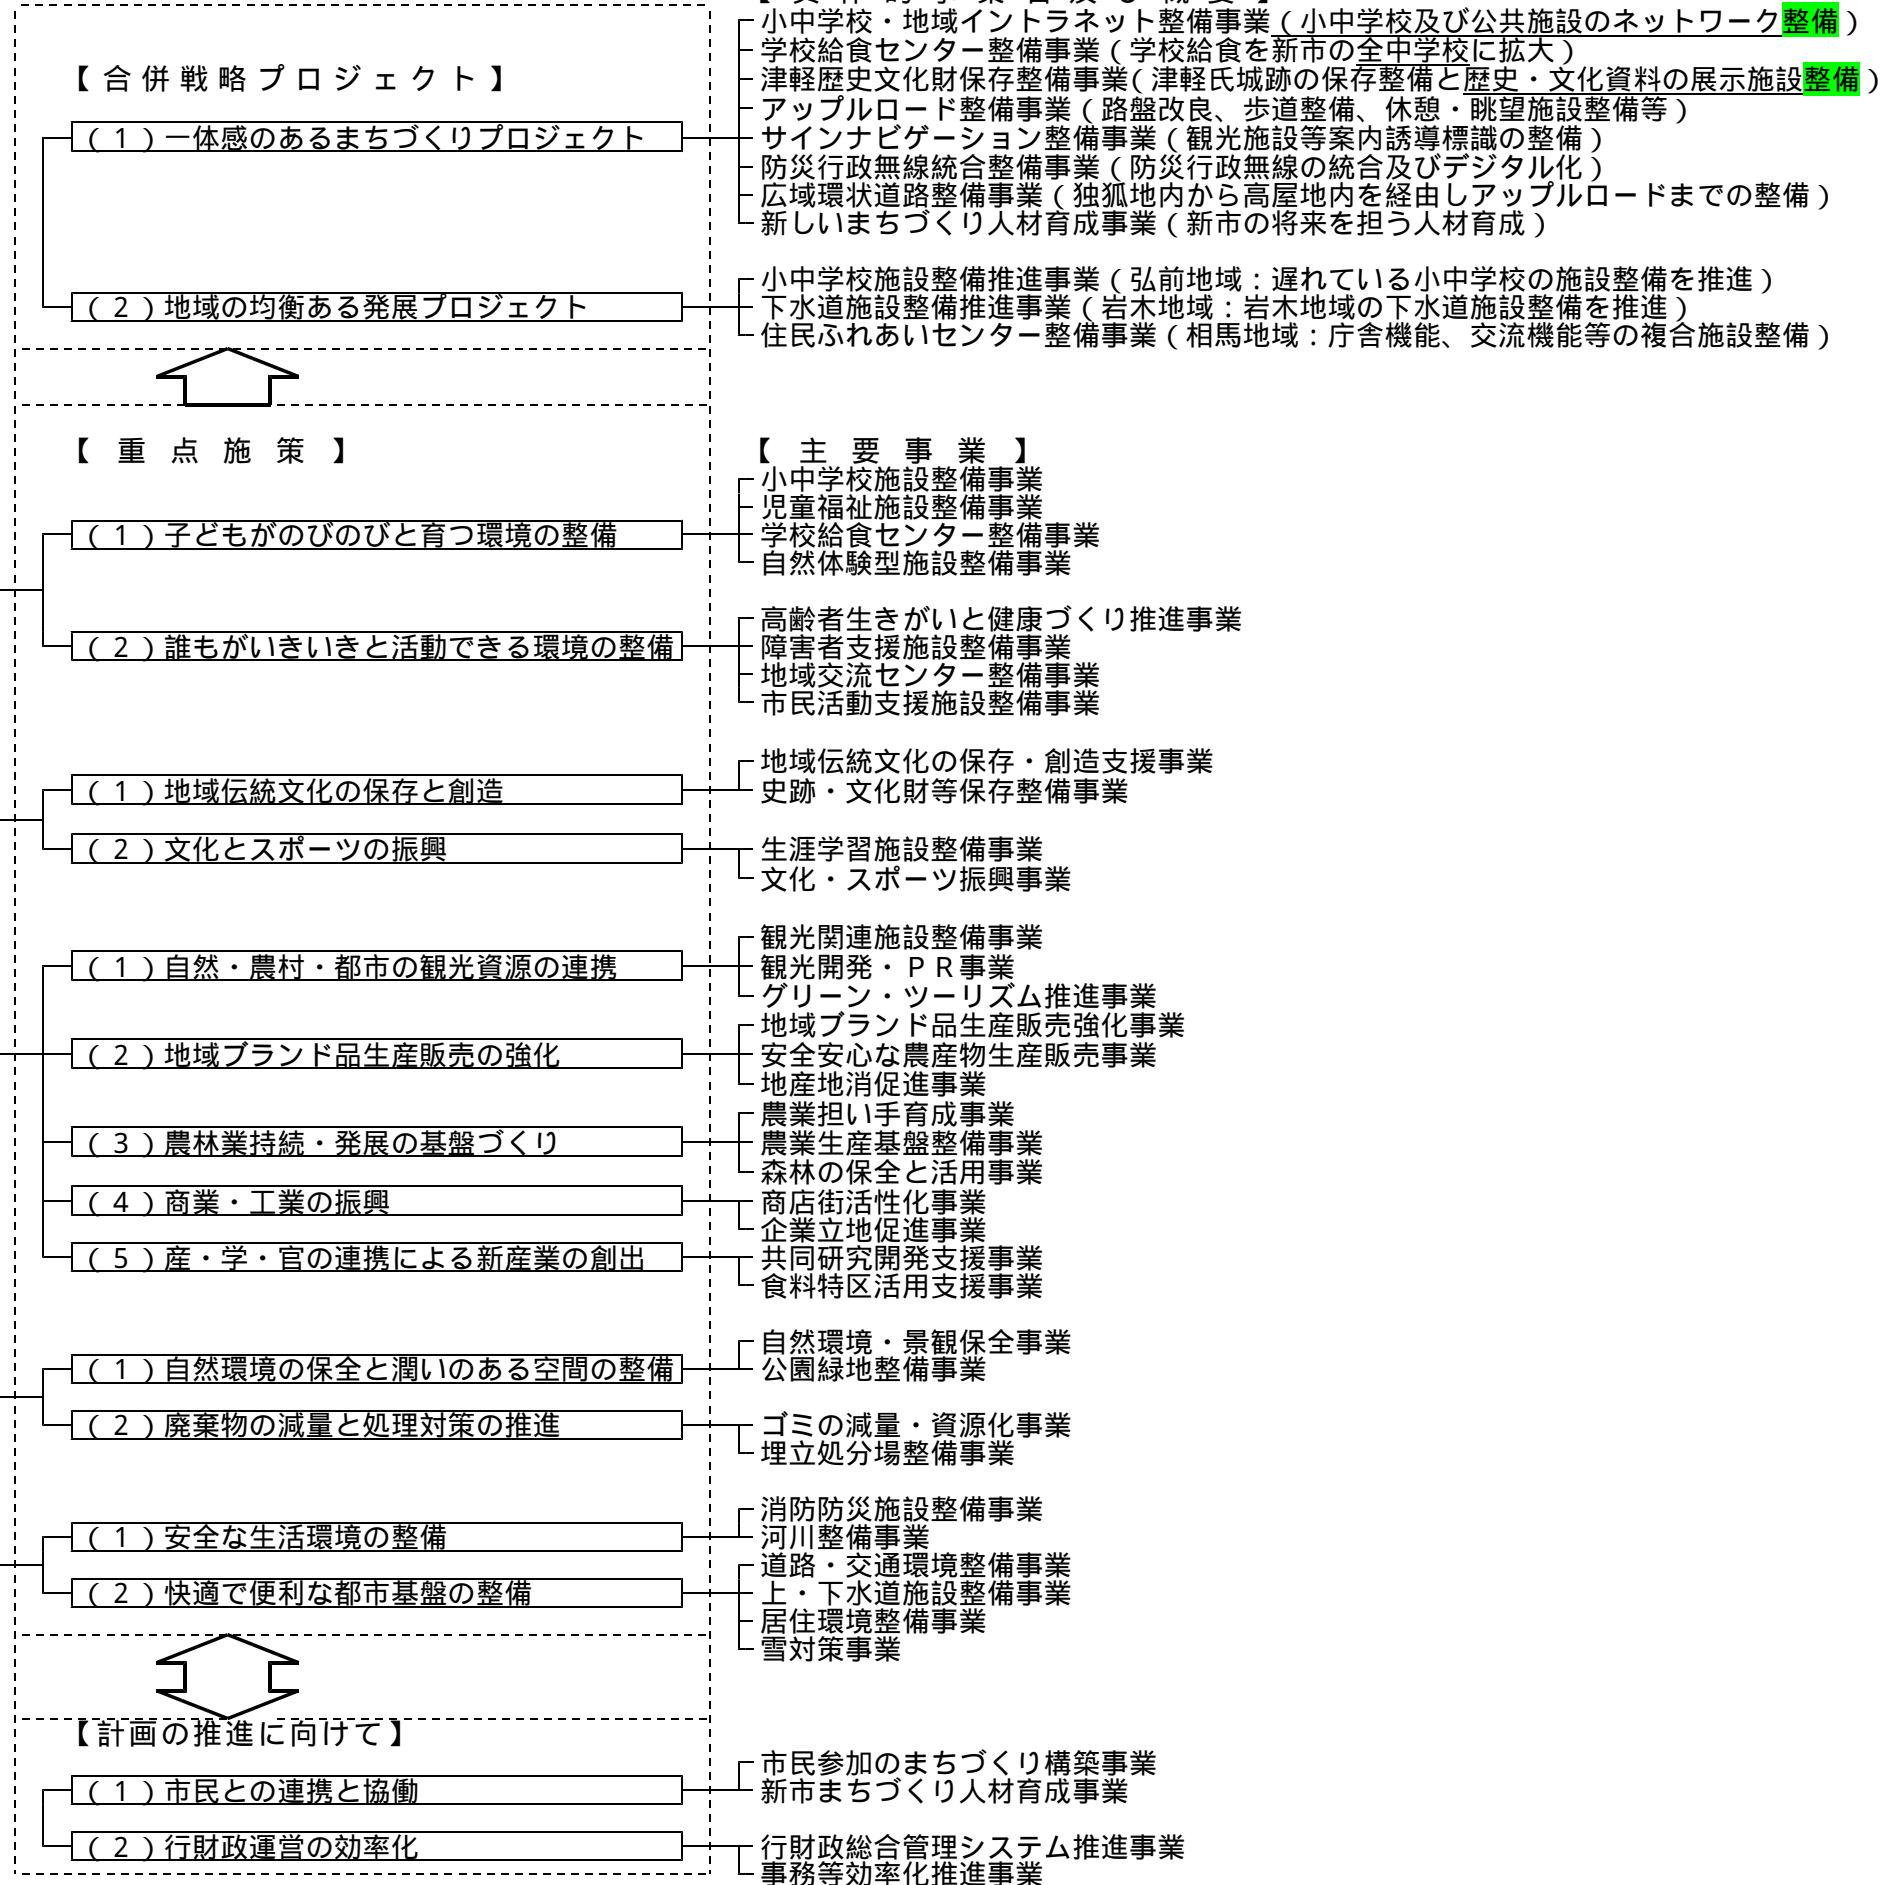 【合併戦略プロジェクト】
（１）一体感のあるまちづくりプロジェクト
小中学校・地域イントラネット整備事業（小中学校及び公共施設のネットワーク整備）
学校給食センター整備事業（学校給食を新市の全中学校に拡大）
津軽歴史文化財保存整備事業（津軽氏城跡の保存整備と歴史・文化資料の展示施設整備）
アップルロード整備事業（路盤改良、歩道整備、休憩・眺望施設整備等）
サインナビゲーション整備事業（観光施設等案内誘導標識の整備）
防災行政無線統合整備事業（防災行政無線の統合及びデジタル化）
広域環状道路整備事業（独狐地内から高屋地内を経由しアップルロードまでの整備）
新しいまちづくり人材育成事業（新市の将来を担う人材育成）
（２）地域の均衡ある発展プロジェクト
小中学校施設整備推進事業（弘前地域：遅れている小中学校の施設整備を推進）
下水道施設整備推進事業（岩木地域：岩木地域の下水道施設整備を推進）
住民ふれあいセンター整備事業（相馬地域：庁舎機能、交流機能等の複合施設整備）
【重点施策】
【主要事業】
（１）子どもがのびのびと育つ環境の整備
小中学校施設整備事業
児童福祉施設整備事業
学校給食センター整備事業
自然体験型施設整備事業
（２）誰もがいきいきと活動できる環境の整備
高齢者生きがいと健康づくり推進事業
障害者支援施設整備事業
地域交流センター整備事業
市民活動支援施設整備事業
（１）地域伝統文化の保存と創造
地域伝統文化の保存・創造支援事業
史跡・文化財等保存整備事業
（２）文化とスポーツの振興
生涯学習施設整備事業
文化・スポーツ振興事業
（１）自然・農村・都市の観光資源の連携
観光関連施設整備事業
観光開発・ＰＲ事業
グリーン・ツーリズム推進事業
（２）地域ブランド品生産販売の強化
地域ブランド品生産販売強化事業
安全安心な農産物生産販売事業
地産地消促進事業
（３）農林業持続・発展の基盤づくり
農業担い手育成事業
農業生産基盤整備事業
森林の保全と活用事業
（４）商業・工業の振興
商店街活性化事業
企業立地促進事業
（５）産・学・官の連携による新産業の創出
共同研究開発支援事業
食料特区活用支援事業
（１）自然環境の保全と潤いのある空間の整備
自然環境・景観保全事業
公園緑地整備事業
（２）廃棄物の減量と処理対策の推進
ゴミの減量・資源化事業
埋立処分場整備事業
（１）安全な生活環境の整備
消防防災施設整備事業
河川整備事業
（２）快適で便利な都市基盤の整備
道路・交通環境整備事業
上・下水道施設整備事業
居住環境整備事業
雪対策事業
【計画の推進に向けて】
（１）市民との連携と協働
市民参加のまちづくり構築事業
新市まちづくり人材育成事業
（２）行財政運営の効率化
行財政総合管理システム推進事業
事務等効率化推進事業